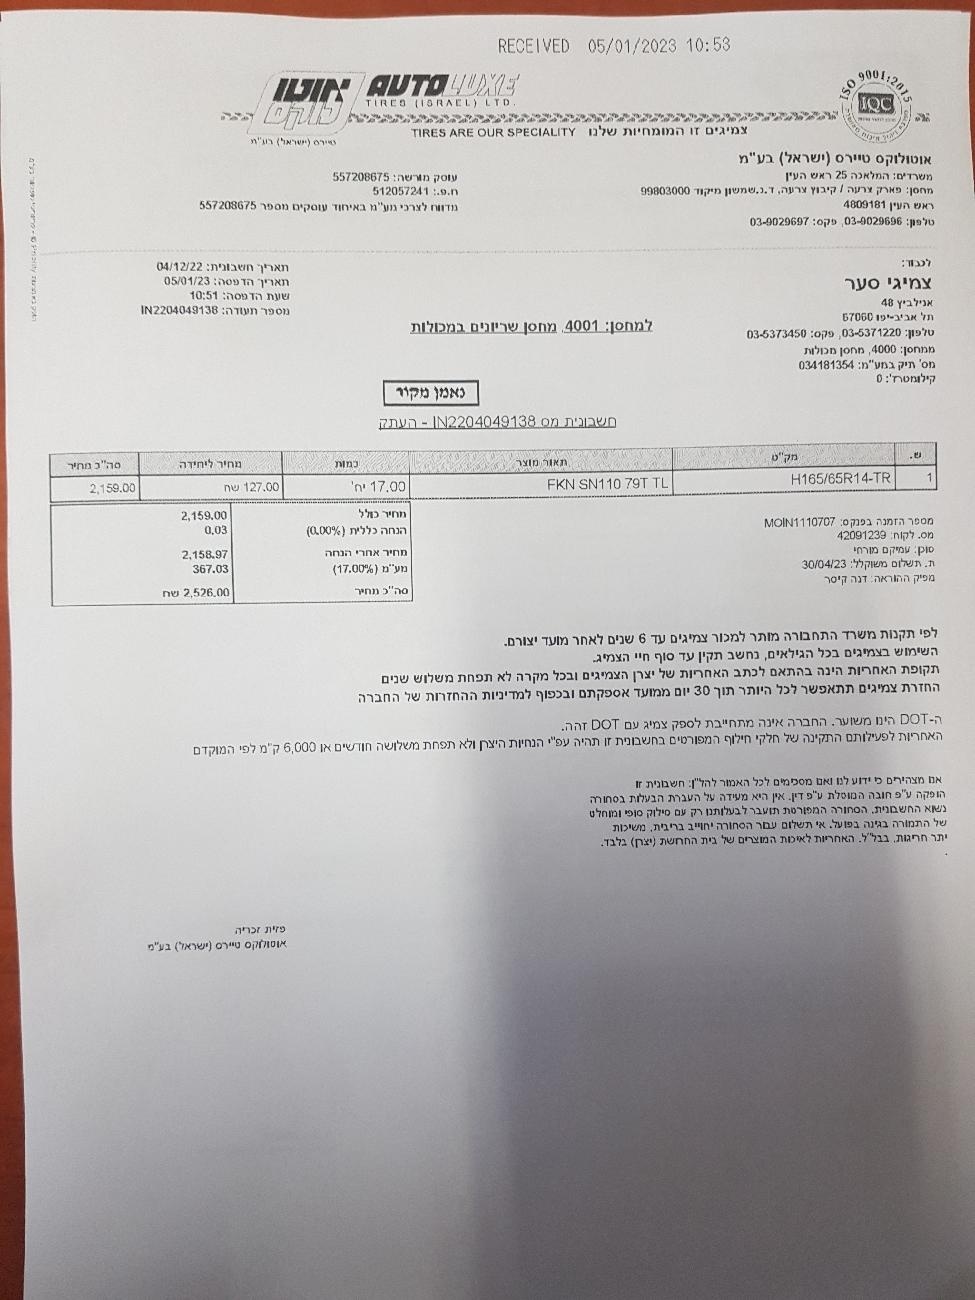 RECEIVED 05/01/2023 10:53
אוטו לוקס AUTOLUXE
TIRES (ISRAEL) LTD.
ISO 9001:2015
IQC
צמיגים זו המומחיות שלנו TIRES ARE OUR SPECIALITY
טיירס (ישראל) בע"מ
אוטולוקס טיירס (ישראל) בע"מ
משרדים: המלאכה 25 ראש העין
מחסן: פארק צרעה / קיבוץ צרעה, ד.נ.שמשון מיקוד 99803000
ראש העין 4809181
טלפון: 03-9029696, פקס: 03-9029697
עוסק מורשה: 557208675
ח.פ.: 512057241
מדווח לצרכי מע"מ באיחוד עוסקים מספר 557208675
לכבוד:
צמיגי סער
אנילביץ 48
תל אביב-יפו 67060
טלפון: 03-5371220, פקס: 03-5373450
ממחסן: 4000, מחסן מכולות
מס' תיק במע"מ: 034181354
קילומטרז': 0
תאריך חשבונית: 04/12/22
תאריך הדפסה: 05/01/23
שעת הדפסה: 10:51
מספר תעודה: IN2204049138
למחסן: 4001, מחסן שריונים במכולות
נאמן מקור
חשבונית מס IN2204049138 - העתק
ש. מק"ט תאור מוצר כמות מחיר ליחידה סה"כ מחיר
1 H165/65R14-TR FKN SN110 79T TL 17.00 יח' 127.00 שח 2,159.00
מחיר כולל 2,159.00
הנחה כללית (0.00%) 0.03
מחיר אחרי הנחה 2,158.97
מע"מ (17.00%) 367.03
סה"כ מחיר 2,526.00 שח
מספר הזמנה בפנקס: MOIN1110707
מס. לקוח: 42091239
סוכן: עמיקם מזרחי
ת. תשלום משוקלל: 30/04/23
מפיק ההוראה: דנה קיסר
לפי תקנות משרד התחבורה מותר למכור צמיגים עד 6 שנים לאחר מועד יצורם.
השימוש בצמיגים בכל הגילאים, נחשב תקין עד סוף חיי הצמיג.
תקופת האחריות הינה בהתאם לכתב האחריות של יצרן הצמיגים ובכל מקרה לא תפחת משלוש שנים
החזרת צמיגים תתאפשר לכל היותר תוך 30 יום ממועד אספקתם ובכפוף למדיניות ההחזרות של החברה
ה-DOT הינו משוער. החברה אינה מתחייבת לספק צמיג עם DOT זהה.
האחריות לפעילותם התקינה של חלקי חילוף המפורטים בחשבונית זו תהיה עפ"י הנחיות היצרן ולא תפחת משלושה חודשים או 6,000 ק"מ לפי המוקדם
אנו מצהירים כי ידוע לנו ואנו מסכימים לכל האמור להל"ן: חשבונית זו
הופקה ע"פ חובה המוטלת ע"פ דין. אין היא מעידה על העברת הבעלות בסחורה
נשוא החשבונית. הסחורה המפורטת תועבר לבעלותנו רק עם סילוק סופי ומוחלט
של התמורה בגינה בפועל. אי תשלום עבור הסחורה יחוייב בריבית, משיכות
יתר חריגות, בבל"ל. האחריות לאיכות המוצרים של בית החרושת (יצרן) בלבד.
פזית זכריה
אוטולוקס טיירס (ישראל) בע"מ